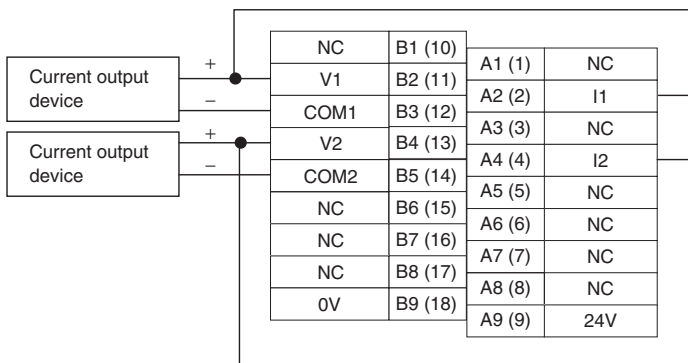 Current output
device
+
−
Current output
device
+
−
NC B1 (10)
V1 B2 (11)
COM1 B3 (12)
V2 B4 (13)
COM2 B5 (14)
NC B6 (15)
NC B7 (16)
NC B8 (17)
0V B9 (18)
A1 (1) NC
A2 (2) I1
A3 (3) NC
A4 (4) I2
A5 (5) NC
A6 (6) NC
A7 (7) NC
A8 (8) NC
A9 (9) 24V